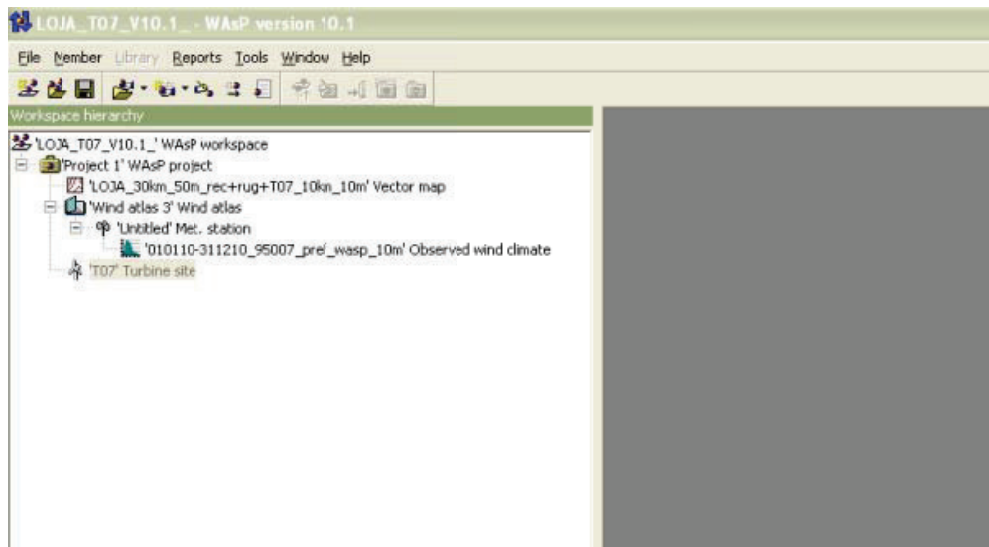 LOJA_T07_V10.1_ - WAsP version 10.1
File Member Library Reports Tools Window Help
Workspace hierarchy
'LOJA_T07_V10.1_' WAsP workspace
'Project 1' WAsP project
'LOJA_30km_50m_rec+rug+T07_10km_10m' Vector map
'Wind atlas 3' Wind atlas
'Untitled' Met. station
'010110-311210_95007_pref_wasp_10m' Observed wind climate
'T07' Turbine site